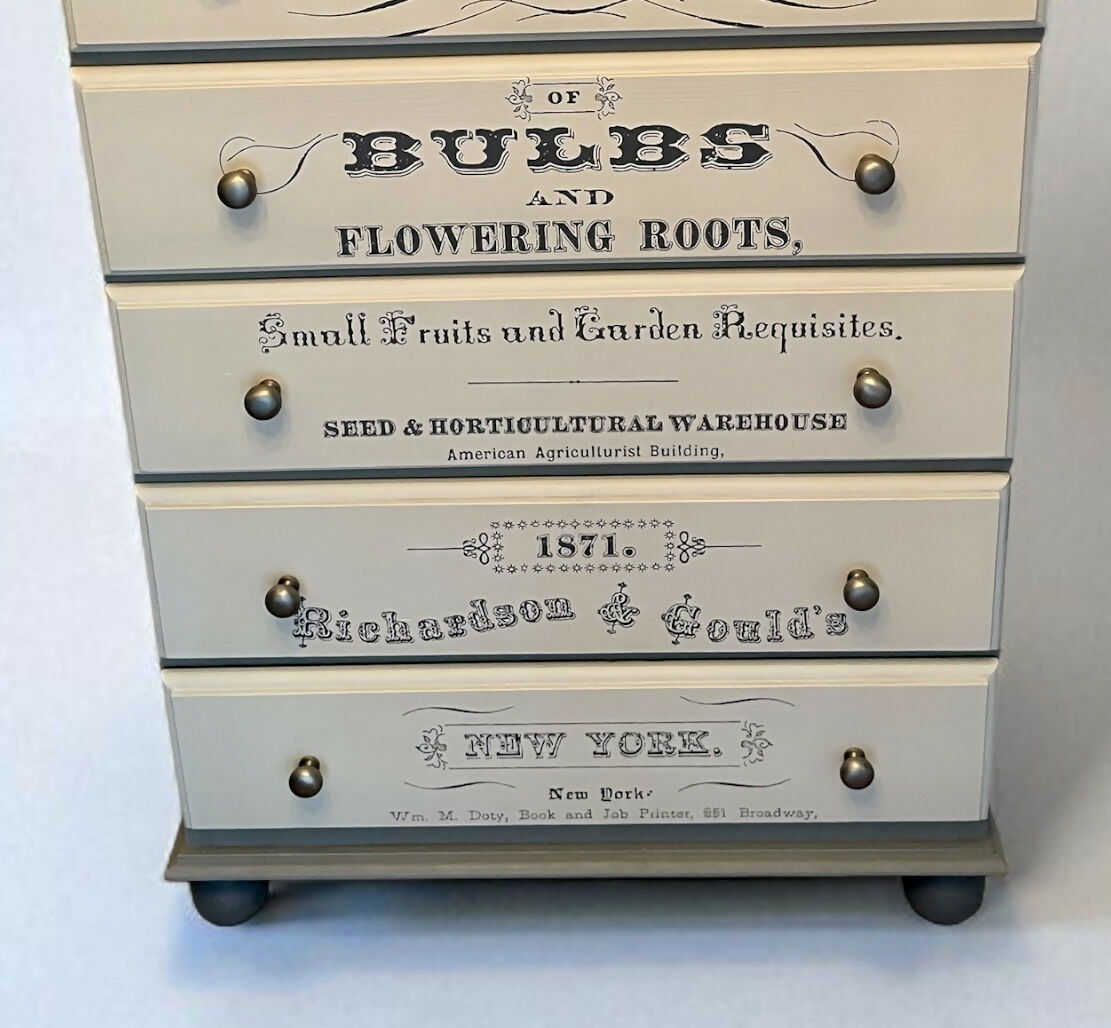 OF
BULBS
AND
FLOWERING ROOTS,
Small Fruits and Garden Requisites.
SEED & HORTICULTURAL WAREHOUSE
American Agriculturist Building,
1871.
Richardson & Gould's
NEW YORK.
New York:
Wm. M. Doty, Book and Job Printer, 651 Broadway,